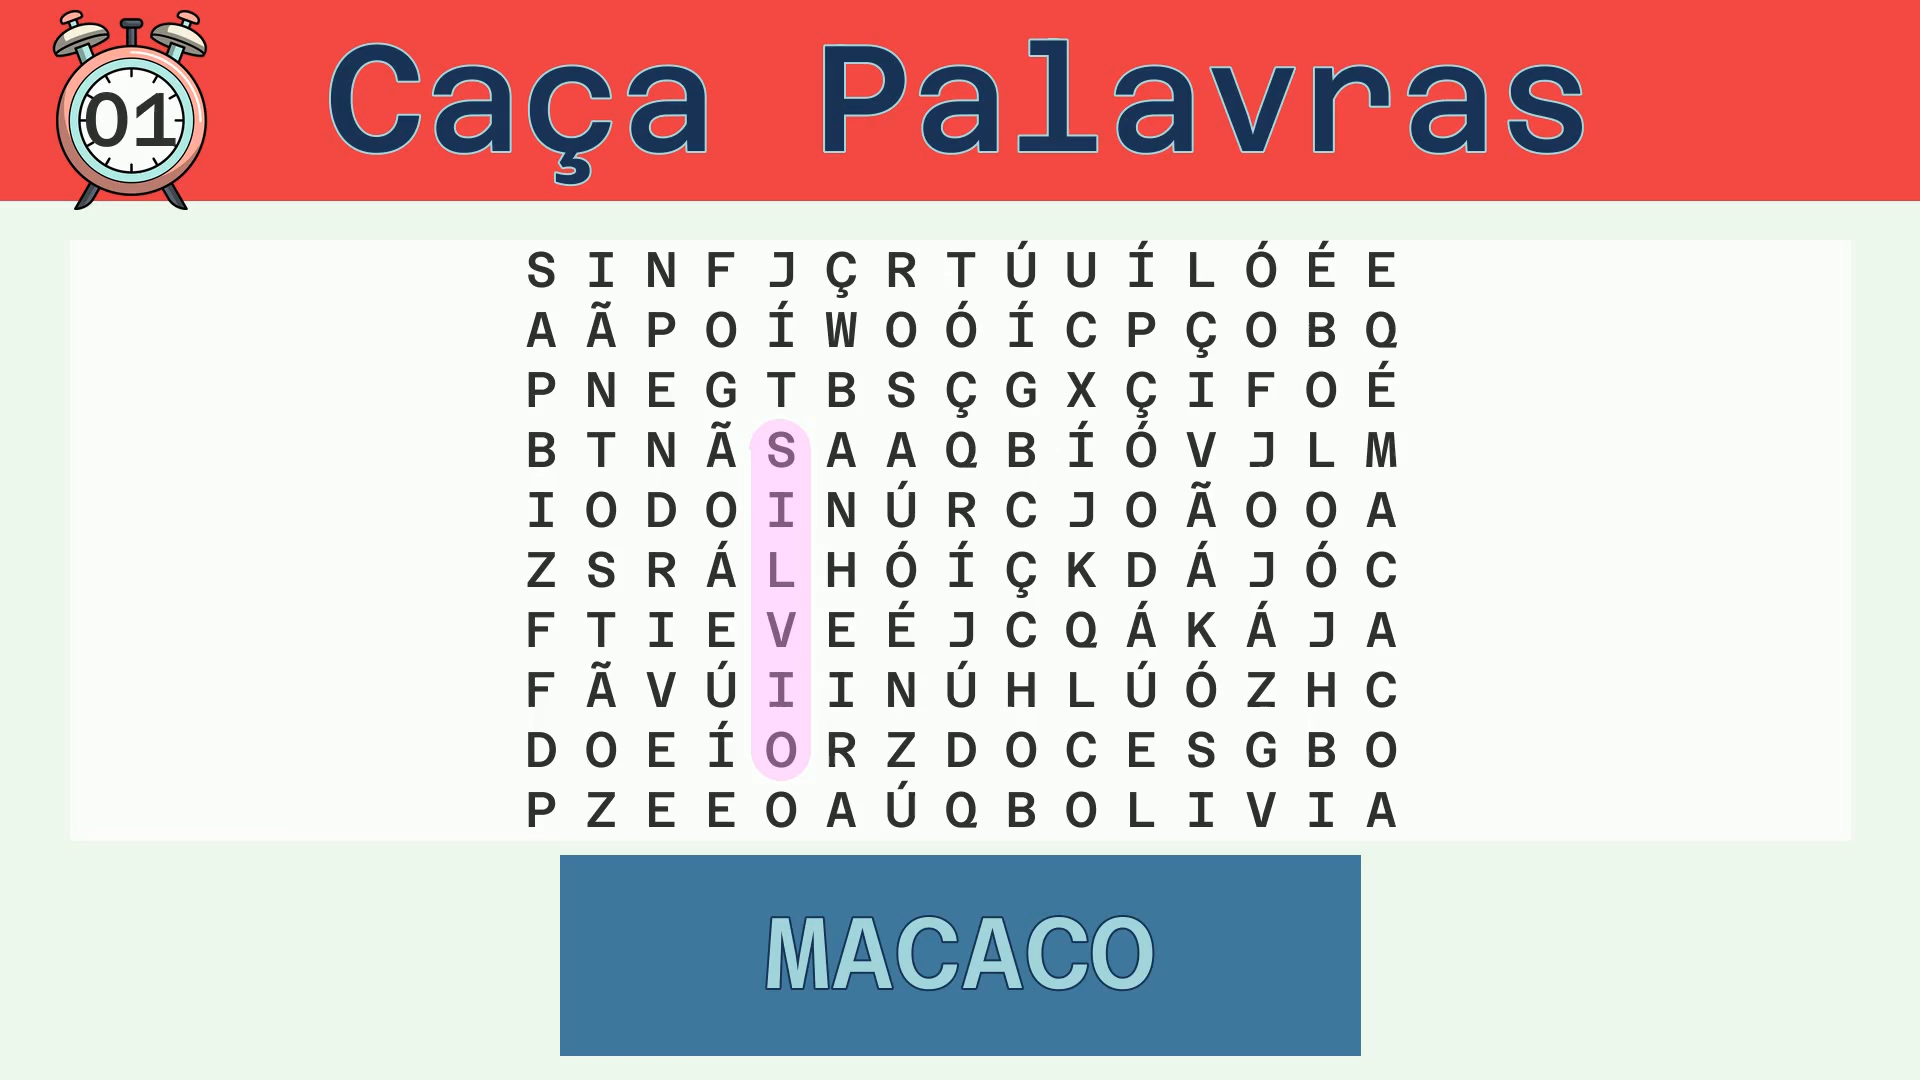 01
Caça Palavras
S I N F J Ç R T Ú U Í L Ó É E
A Ã P O Í W O Ó Í C P Ç O B Q
P N E G T B S Ç G X Ç I F O É
B T N Ã S A A Q B Í Ó V J L M
I O D O I N Ú R C J O Ã O O A
Z S R Á L H Ó Í Ç K D Á J Ó C
F T I E V E É J C Q Á K Á J A
F Ã V Ú I I N Ú H L Ú Ó Z H C
D O E Í O R Z D O C E S G B O
P Z E E O A Ú Q B O L I V I A
MACACO